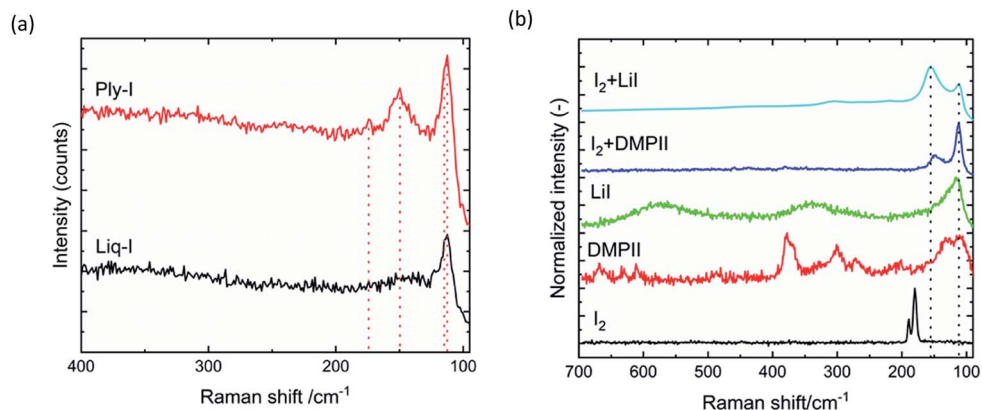 (a)
Intensity (counts)
Ply-I
Liq-I
400
300
200
100
Raman shift /cm⁻¹
(b)
Normalized intensity (-)
I₂+LiI
I₂+DMPII
LiI
DMPII
I₂
700
600
500
400
300
200
100
Raman shift/cm⁻¹